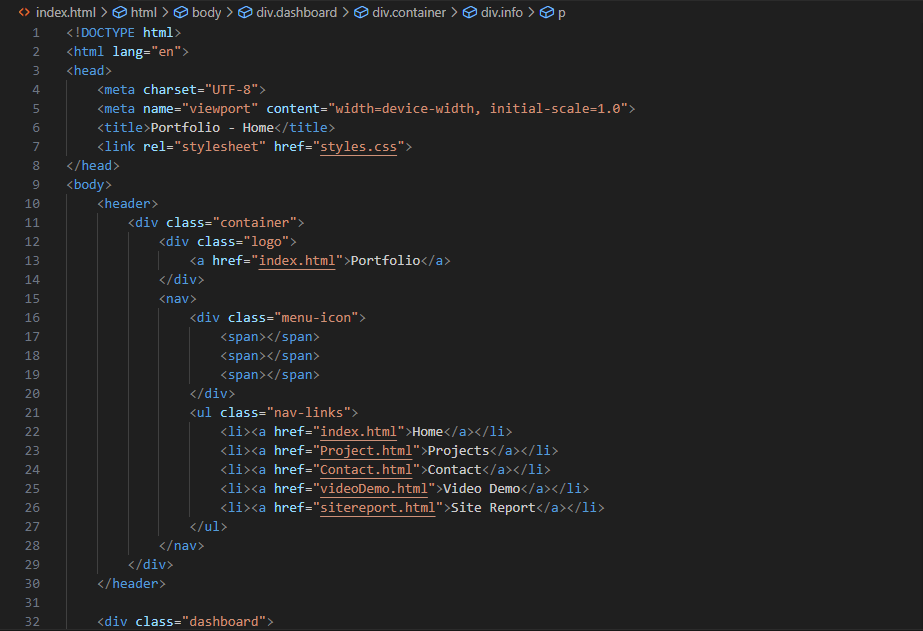 index.html > html > body > div.dashboard > div.container > div.info > p
1 <!DOCTYPE html>
2 <html lang="en">
3 <head>
4     <meta charset="UTF-8">
5     <meta name="viewport" content="width=device-width, initial-scale=1.0">
6     <title>Portfolio - Home</title>
7     <link rel="stylesheet" href="styles.css">
8 </head>
9 <body>
10     <header>
11         <div class="container">
12             <div class="logo">
13                 <a href="index.html">Portfolio</a>
14             </div>
15             <nav>
16                 <div class="menu-icon">
17                     <span></span>
18                     <span></span>
19                     <span></span>
20                 </div>
21                 <ul class="nav-links">
22                     <li><a href="index.html">Home</a></li>
23                     <li><a href="Project.html">Projects</a></li>
24                     <li><a href="Contact.html">Contact</a></li>
25                     <li><a href="videoDemo.html">Video Demo</a></li>
26                     <li><a href="sitereport.html">Site Report</a></li>
27                 </ul>
28             </nav>
29         </div>
30     </header>
31
32     <div class="dashboard">